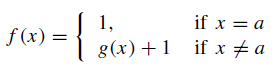 f(x) = { 1, if x = a
g(x) + 1 if x ≠ a